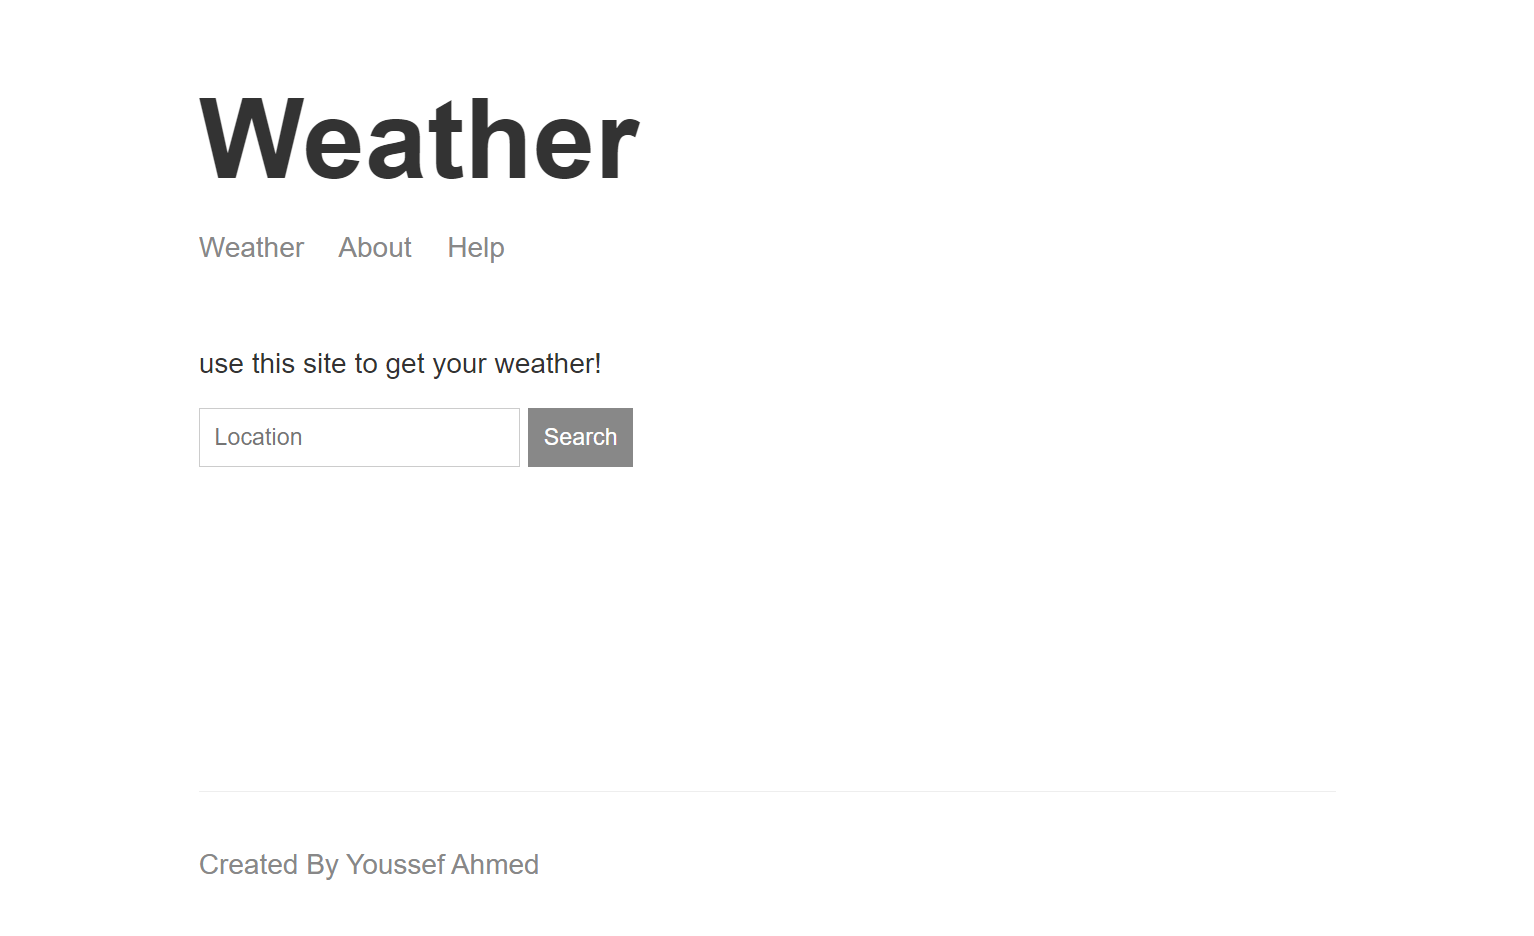 Weather
Weather About Help
use this site to get your weather!
Location Search
Created By Youssef Ahmed